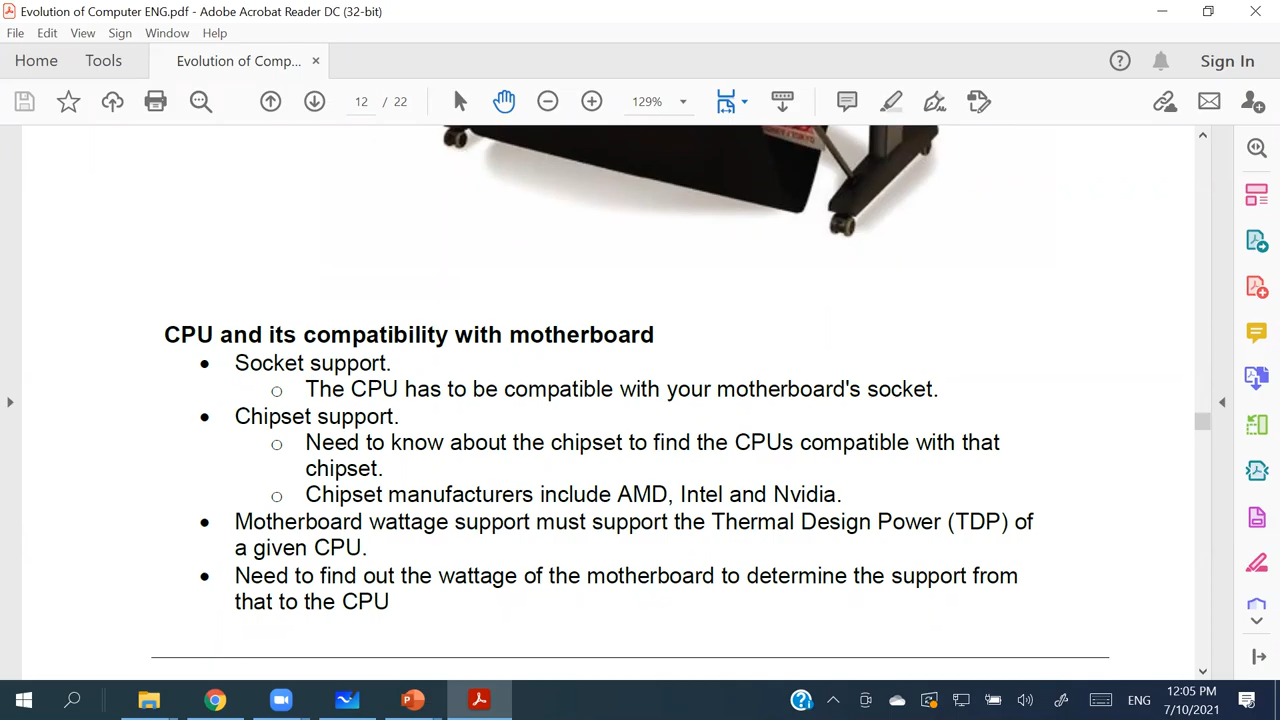 Evolution of Computer ENG.pdf - Adobe Acrobat Reader DC (32-bit)
File Edit View Sign Window Help
Home Tools Evolution of Comp... × Sign In
12 / 22 129%
CPU and its compatibility with motherboard
• Socket support.
○ The CPU has to be compatible with your motherboard's socket.
• Chipset support.
○ Need to know about the chipset to find the CPUs compatible with that
chipset.
○ Chipset manufacturers include AMD, Intel and Nvidia.
• Motherboard wattage support must support the Thermal Design Power (TDP) of
a given CPU.
• Need to find out the wattage of the motherboard to determine the support from
that to the CPU
ENG
12:05 PM
7/10/2021